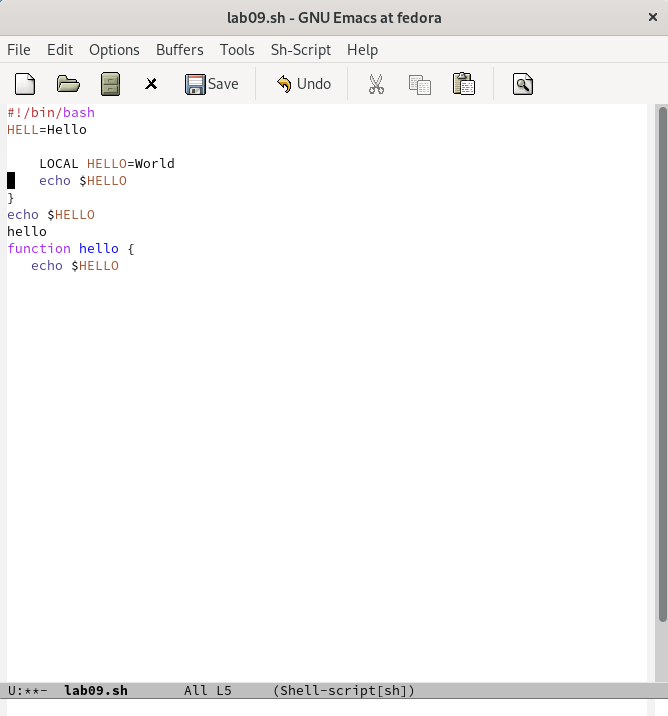 lab09.sh - GNU Emacs at fedora ×
File Edit Options Buffers Tools Sh-Script Help
Save Undo
#!/bin/bash
HELL=Hello
    LOCAL HELLO=World
    echo $HELLO
}
echo $HELLO
hello
function hello {
   echo $HELLO
U:**- lab09.sh All L5 (Shell-script[sh])